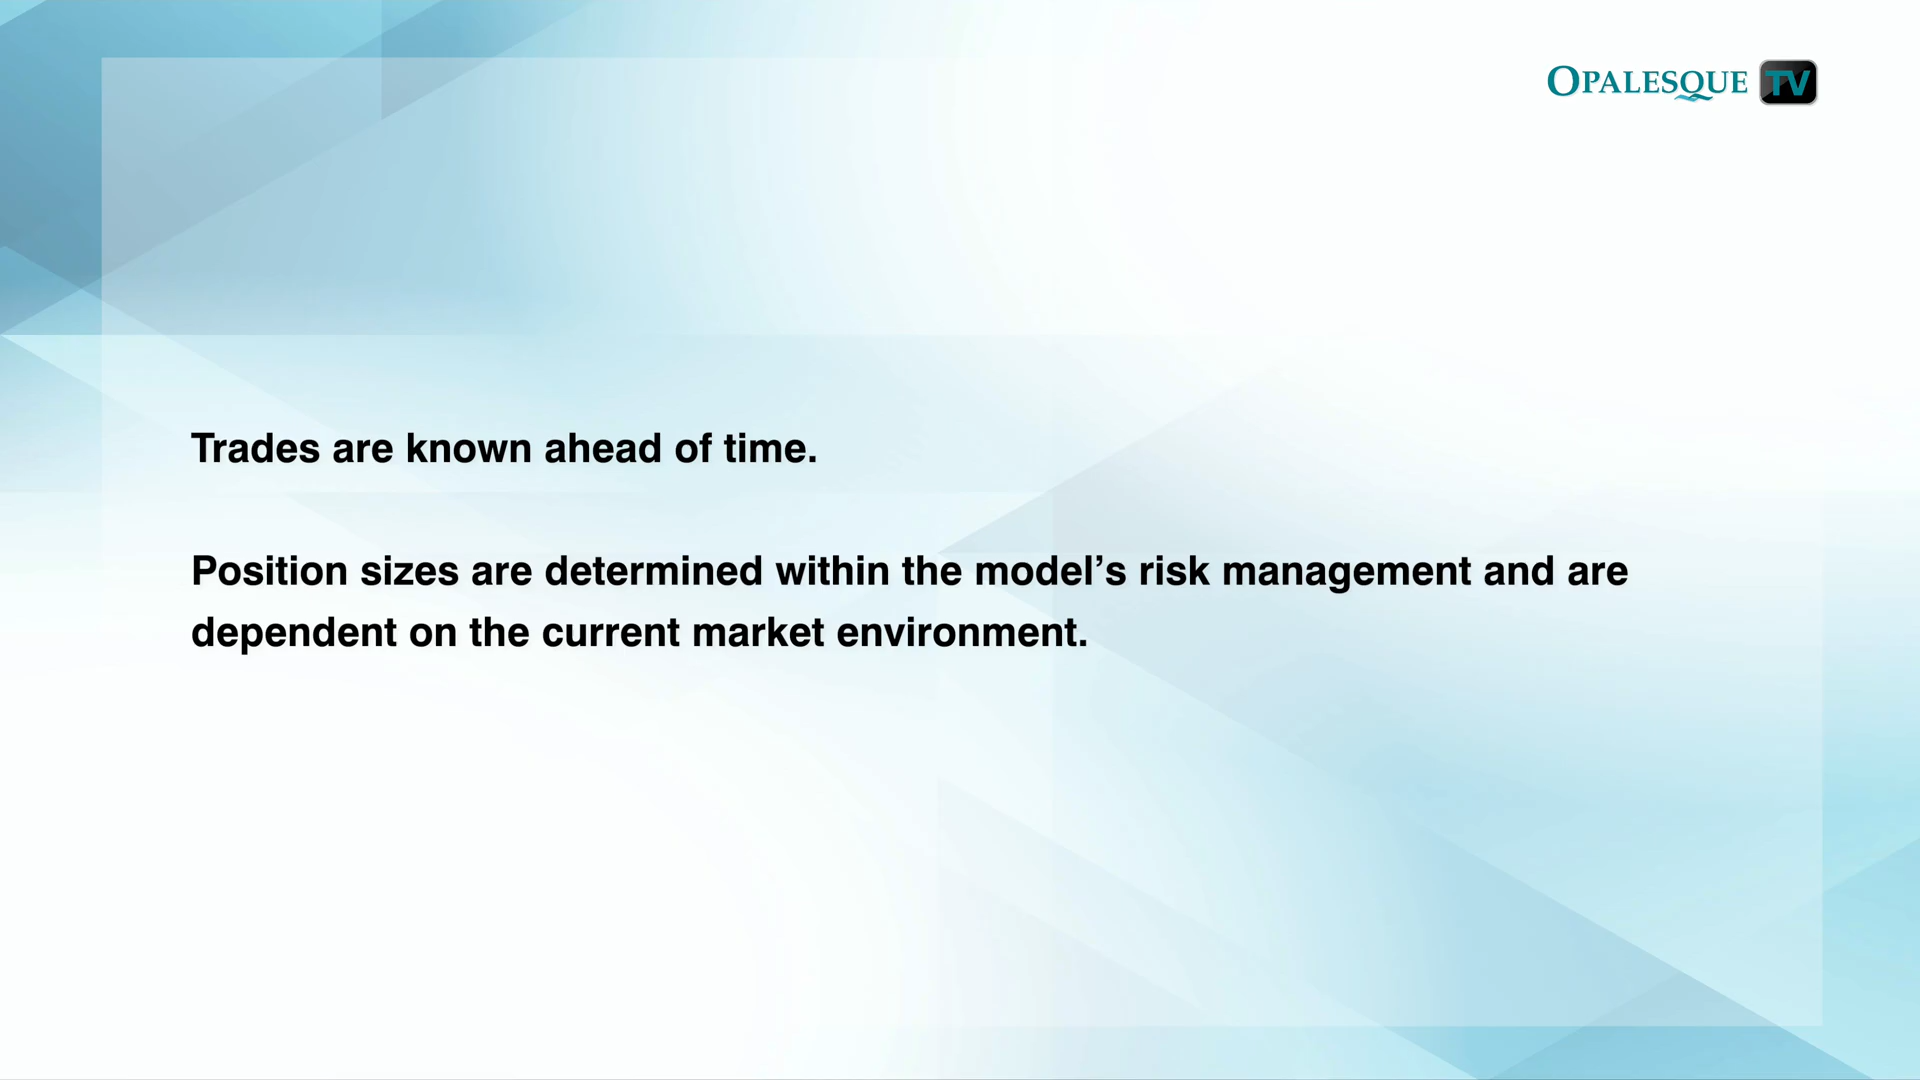 OPALESQUE TV
Trades are known ahead of time.
Position sizes are determined within the model’s risk management and are
dependent on the current market environment.